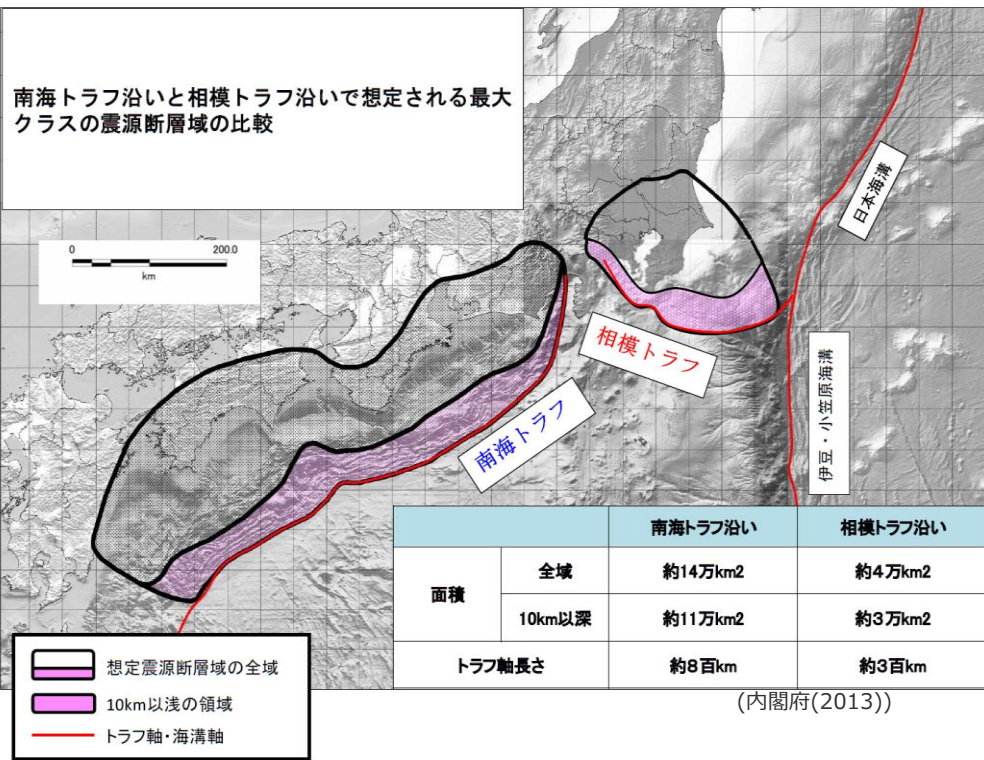 南海トラフ沿いと相模トラフ沿いで想定される最大
クラスの震源断層域の比較
0 200.0
km
日本海溝
相模トラフ
南海トラフ
伊豆・小笠原海溝
南海トラフ沿い 相模トラフ沿い
面積 全域 約14万km2 約4万km2
10km以深 約11万km2 約3万km2
トラフ軸長さ 約8百km 約3百km
想定震源断層域の全域
10km以浅の領域
トラフ軸・海溝軸
(内閣府(2013))